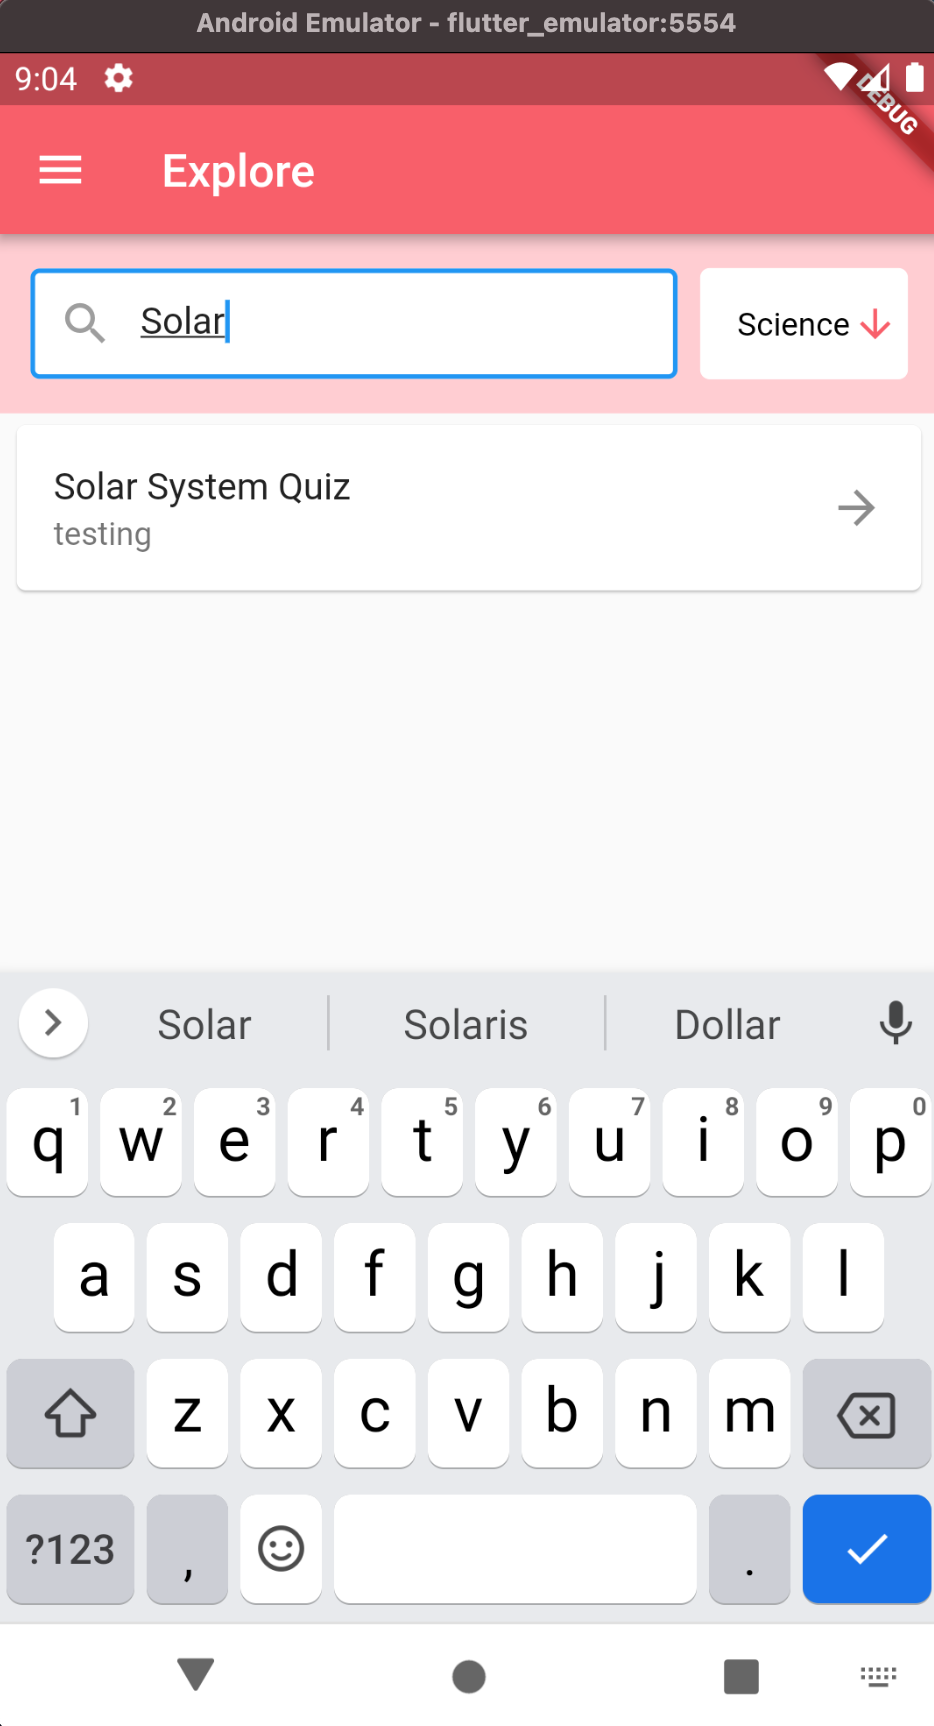 Android Emulator - flutter_emulator:5554
9:04
DEBUG
Explore
Solar
Science
Solar System Quiz
testing
Solar Solaris Dollar
1 2 3 4 5 6 7 8 9 0
q w e r t y u i o p
a s d f g h j k l
z x c v b n m
?123 , .